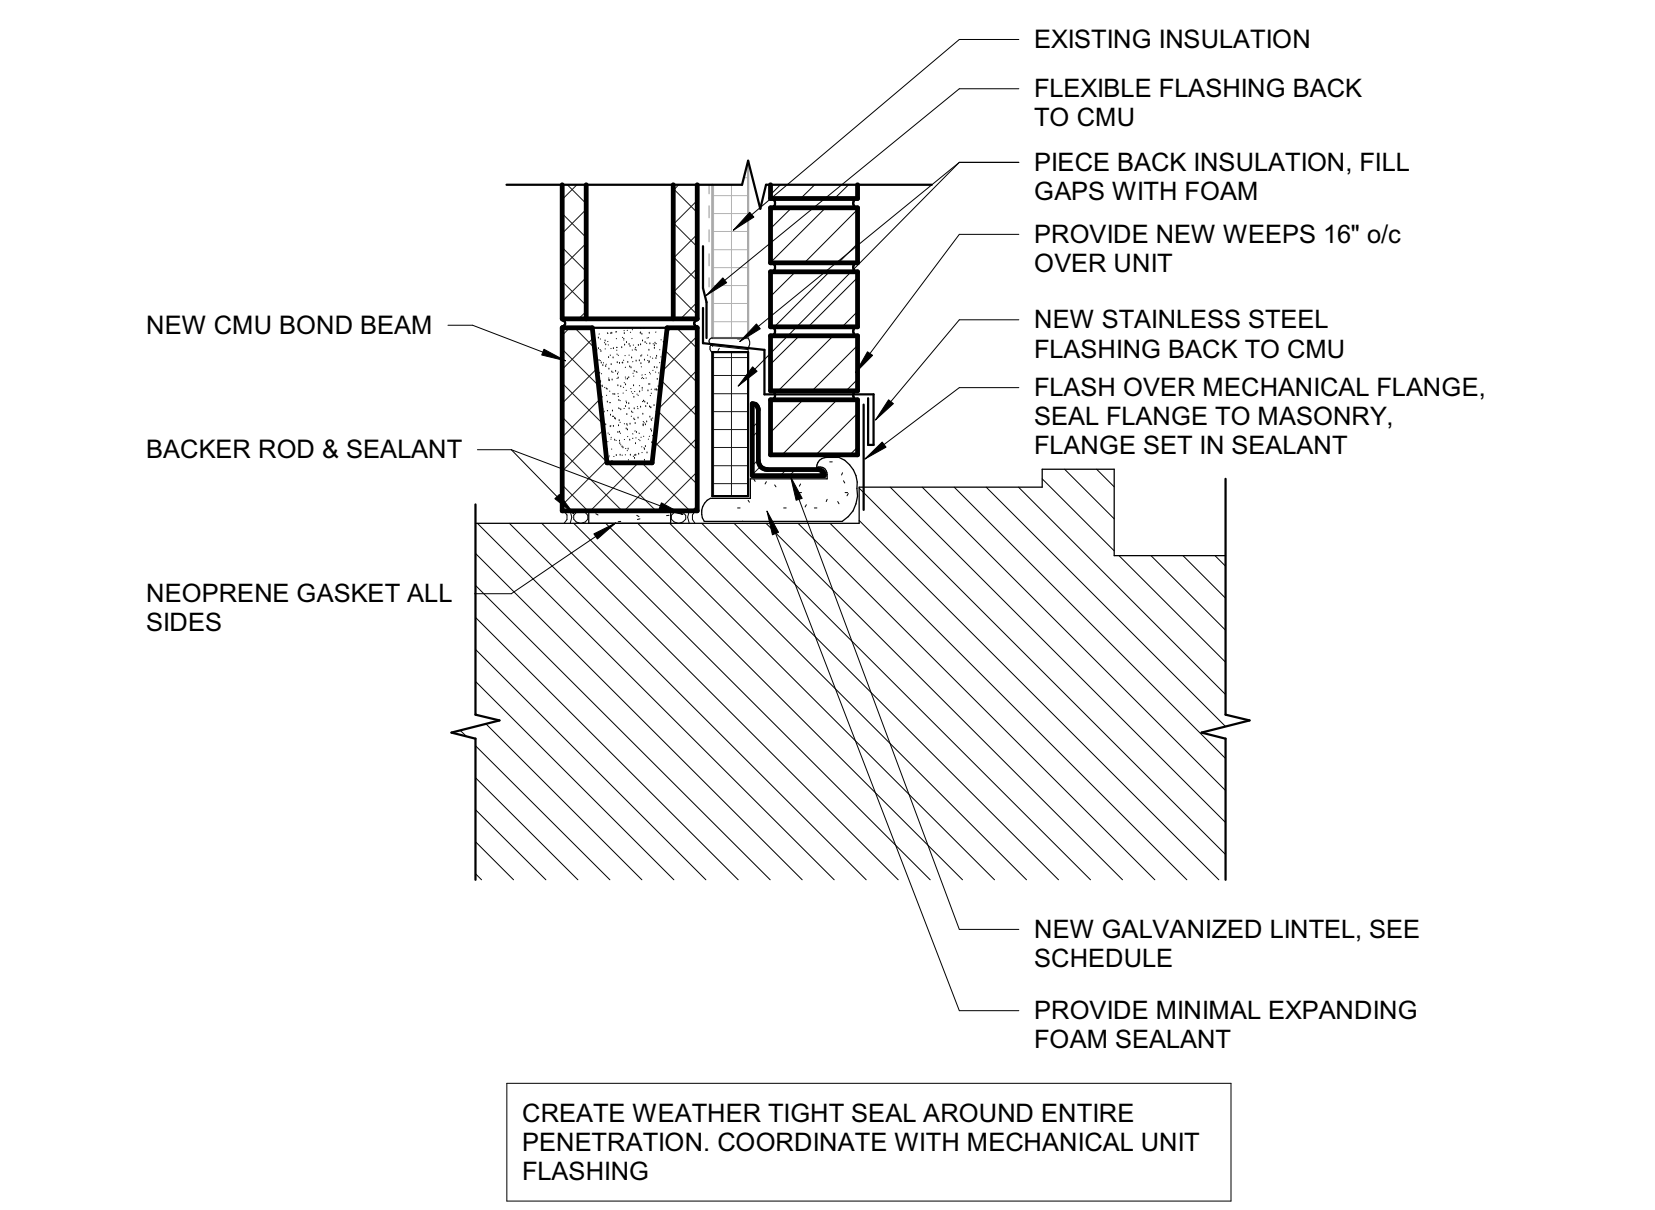 EXISTING INSULATION
FLEXIBLE FLASHING BACK
TO CMU
PIECE BACK INSULATION, FILL
GAPS WITH FOAM
PROVIDE NEW WEEPS 16" o/c
OVER UNIT
NEW STAINLESS STEEL
FLASHING BACK TO CMU
FLASH OVER MECHANICAL FLANGE,
SEAL FLANGE TO MASONRY,
FLANGE SET IN SEALANT
NEW CMU BOND BEAM
BACKER ROD & SEALANT
NEOPRENE GASKET ALL
SIDES
NEW GALVANIZED LINTEL, SEE
SCHEDULE
PROVIDE MINIMAL EXPANDING
FOAM SEALANT
CREATE WEATHER TIGHT SEAL AROUND ENTIRE
PENETRATION. COORDINATE WITH MECHANICAL UNIT
FLASHING